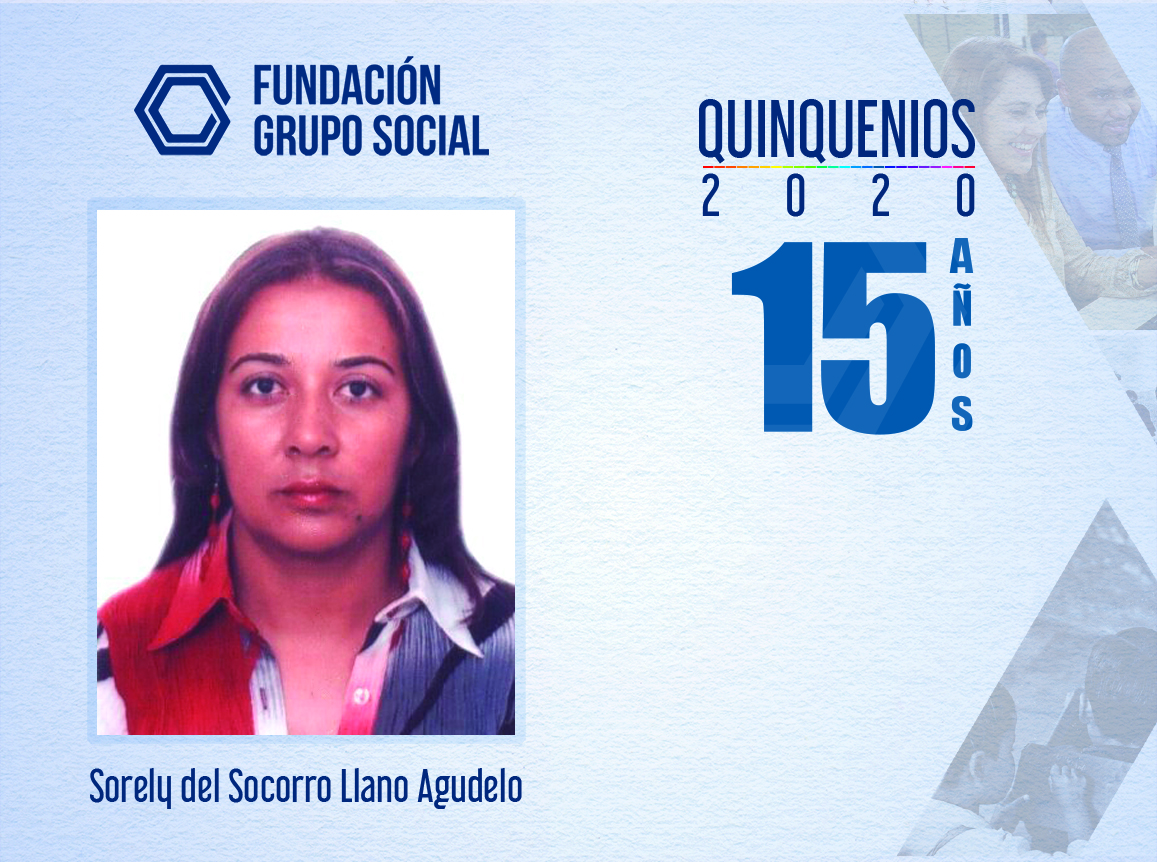 FUNDACIÓN
GRUPO SOCIAL
QUINQUENIOS
2020
15
AÑOS
Sorely del Socorro Llano Agudelo